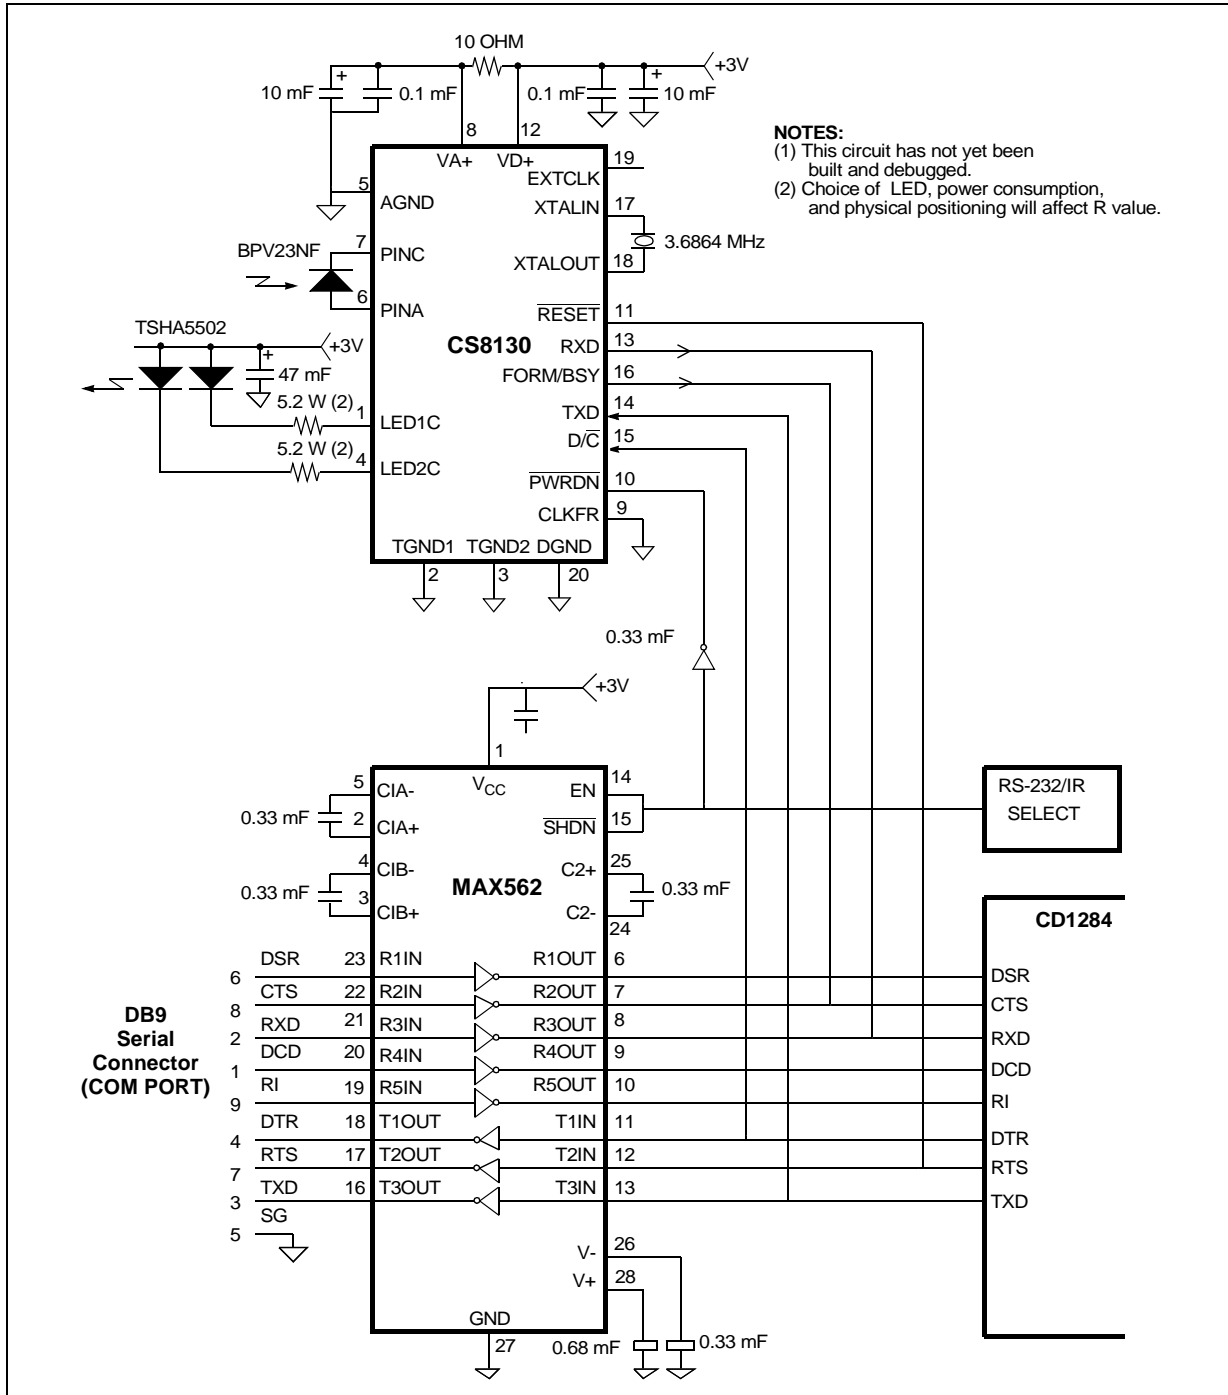 10 OHM
+3V
10 mF
+
0.1 mF
0.1 mF
+
10 mF
8
12
NOTES:
(1) This circuit has not yet been
built and debugged.
(2) Choice of LED, power consumption,
and physical positioning will affect R value.
VA+
VD+
19
EXTCLK
5
AGND
17
XTALIN
3.6864 MHz
XTALOUT
18
BPV23NF
7
PINC
6
PINA
RESET
11
TSHA5502
CS8130
RXD
13
+
+3V
47 mF
FORM/BSY
16
5.2 W (2)
1
LED1C
TXD
14
D/C
15
5.2 W (2)
4
LED2C
PWRDN
10
CLKFR
9
TGND1
TGND2
DGND
2
3
20
0.33 mF
+3V
1
VCC
5
CIA-
EN
14
RS-232/IR
SELECT
0.33 mF
2
CIA+
SHDN
15
4
CIB-
C2+
25
0.33 mF
MAX562
0.33 mF
3
CIB+
C2-
24
CD1284
DSR
23
R1IN
R1OUT
6
6
DSR
CTS
22
R2IN
R2OUT
7
8
CTS
DB9
Serial
Connector
(COM PORT)
RXD
21
R3IN
R3OUT
8
2
RXD
DCD
20
R4IN
R4OUT
9
1
DCD
RI
19
R5IN
R5OUT
10
9
RI
DTR
18
T1OUT
T1IN
11
4
DTR
RTS
17
T2OUT
T2IN
12
7
RTS
TXD
16
T3OUT
T3IN
13
3
TXD
SG
5
V-
26
V+
28
GND
27
0.68 mF
0.33 mF